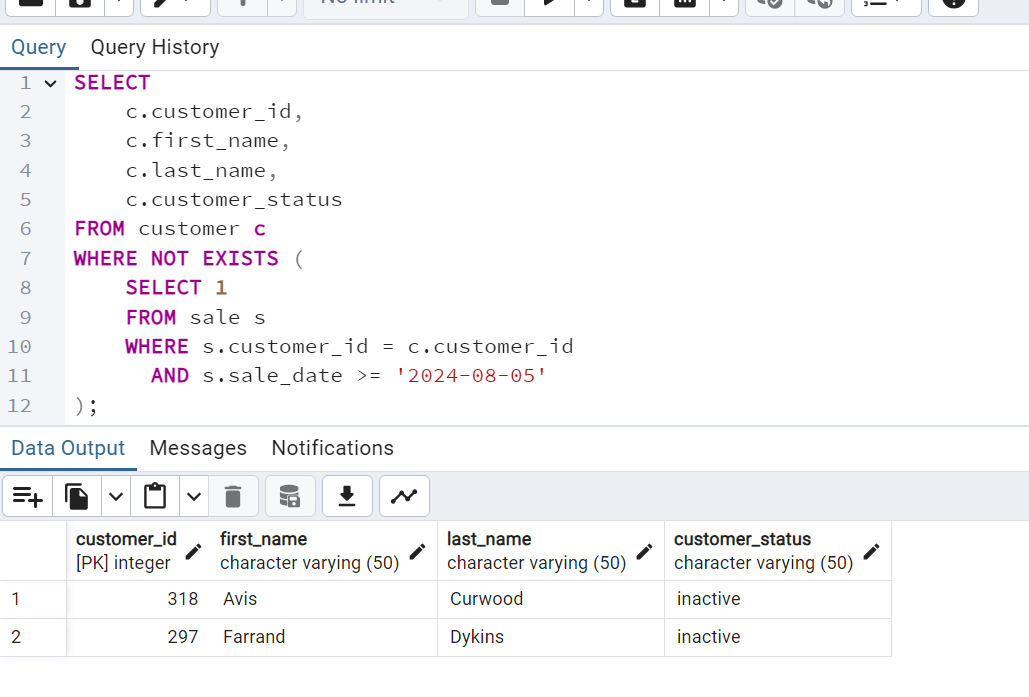 No limit
Query Query History
1 SELECT
2 c.customer_id,
3 c.first_name,
4 c.last_name,
5 c.customer_status
6 FROM customer c
7 WHERE NOT EXISTS (
8 SELECT 1
9 FROM sale s
10 WHERE s.customer_id = c.customer_id
11 AND s.sale_date >= '2024-08-05'
12 );
Data Output Messages Notifications
customer_id first_name last_name customer_status
[PK] integer character varying (50) character varying (50) character varying (50)
1 318 Avis Curwood inactive
2 297 Farrand Dykins inactive